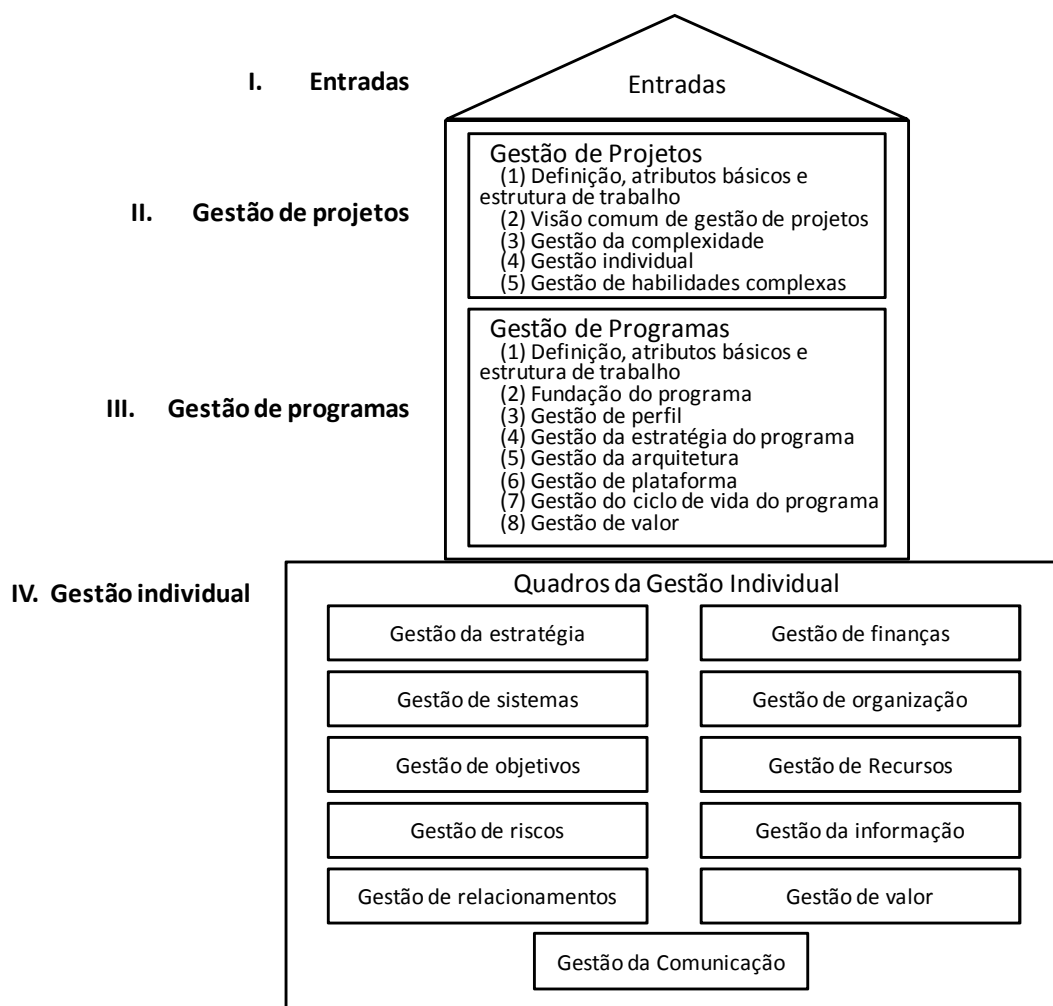 I. Entradas
Entradas
II. Gestão de projetos
Gestão de Projetos
(1) Definição, atributos básicos e
estrutura de trabalho
(2) Visão comum de gestão de projetos
(3) Gestão da complexidade
(4) Gestão individual
(5) Gestão de habilidades complexas
III. Gestão de programas
Gestão de Programas
(1) Definição, atributos básicos e
estrutura de trabalho
(2) Fundação do programa
(3) Gestão de perfil
(4) Gestão da estratégia do programa
(5) Gestão da arquitetura
(6) Gestão de plataforma
(7) Gestão do ciclo de vida do programa
(8) Gestão de valor
IV. Gestão individual
Quadros da Gestão Individual
Gestão da estratégia
Gestão de finanças
Gestão de sistemas
Gestão de organização
Gestão de objetivos
Gestão de Recursos
Gestão de riscos
Gestão da informação
Gestão de relacionamentos
Gestão de valor
Gestão da Comunicação